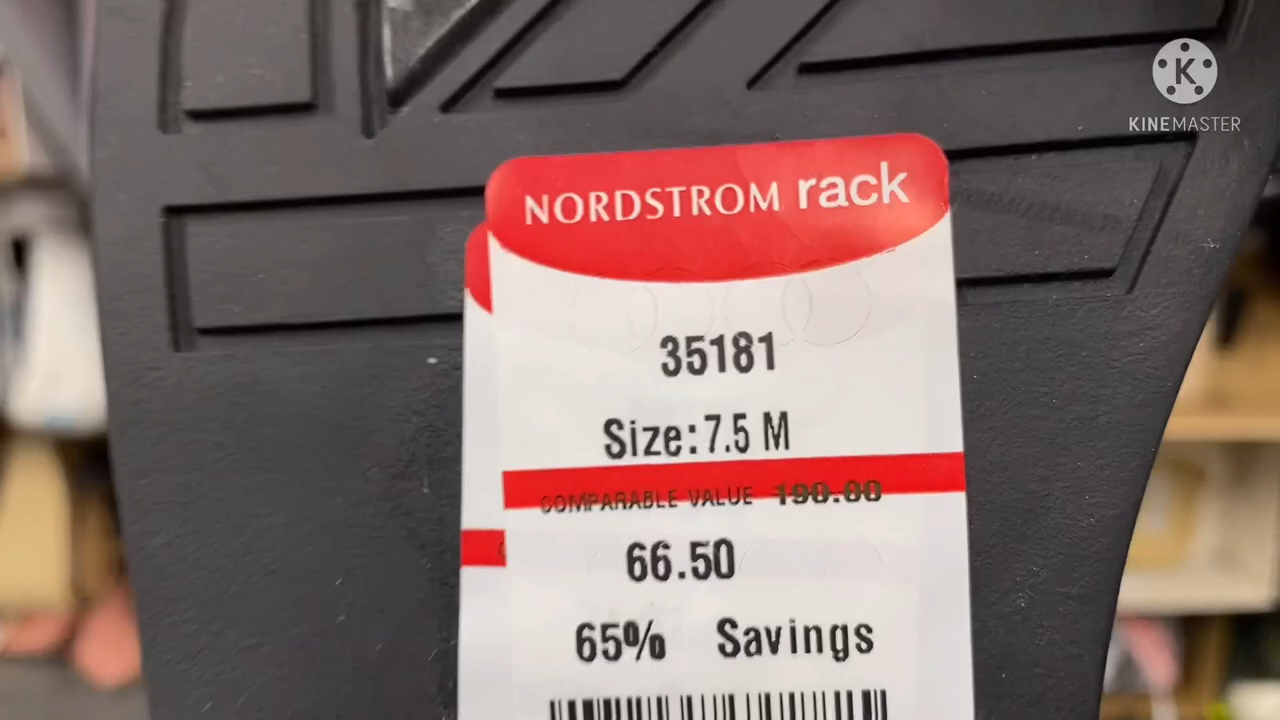 K
KINEMASTER
NORDSTROM rack
35181
Size:7.5 M
COMPARABLE VALUE 190.00
66.50
65% Savings